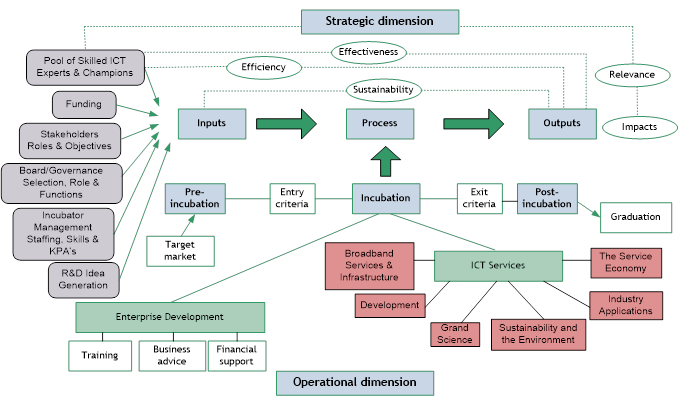 Strategic dimension
Pool of Skilled ICT
Experts & Champions
Effectiveness
Efficiency
Relevance
Sustainability
Funding
Inputs
Process
Outputs
Impacts
Stakeholders
Roles & Objectives
Board/Governance
Selection, Role &
Functions
Pre-
incubation
Entry
criteria
Incubation
Exit
criteria
Post-
incubation
Incubator
Management
Staffing, Skills &
KPA's
Graduation
Target
market
R&D Idea
Generation
Broadband
Services &
Infrastructure
ICT Services
The Service
Economy
Development
Industry
Applications
Grand
Science
Sustainability and
the Environment
Enterprise Development
Training
Business
advice
Financial
support
Operational dimension